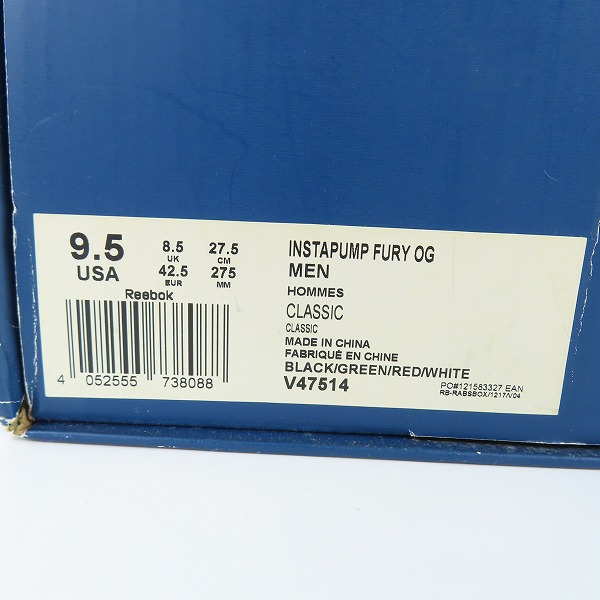 9.5
USA
8.5
UK
42.5
EUR
27.5
CM
275
MM
Reebok
4 052555 738088
INSTAPUMP FURY OG
MEN
HOMMES
CLASSIC
CLASSIC
MADE IN CHINA
FABRIQUÉ EN CHINE
BLACK/GREEN/RED/WHITE
V47514
PO#121583327 EAN
RB-RABSBOX/1217/V04